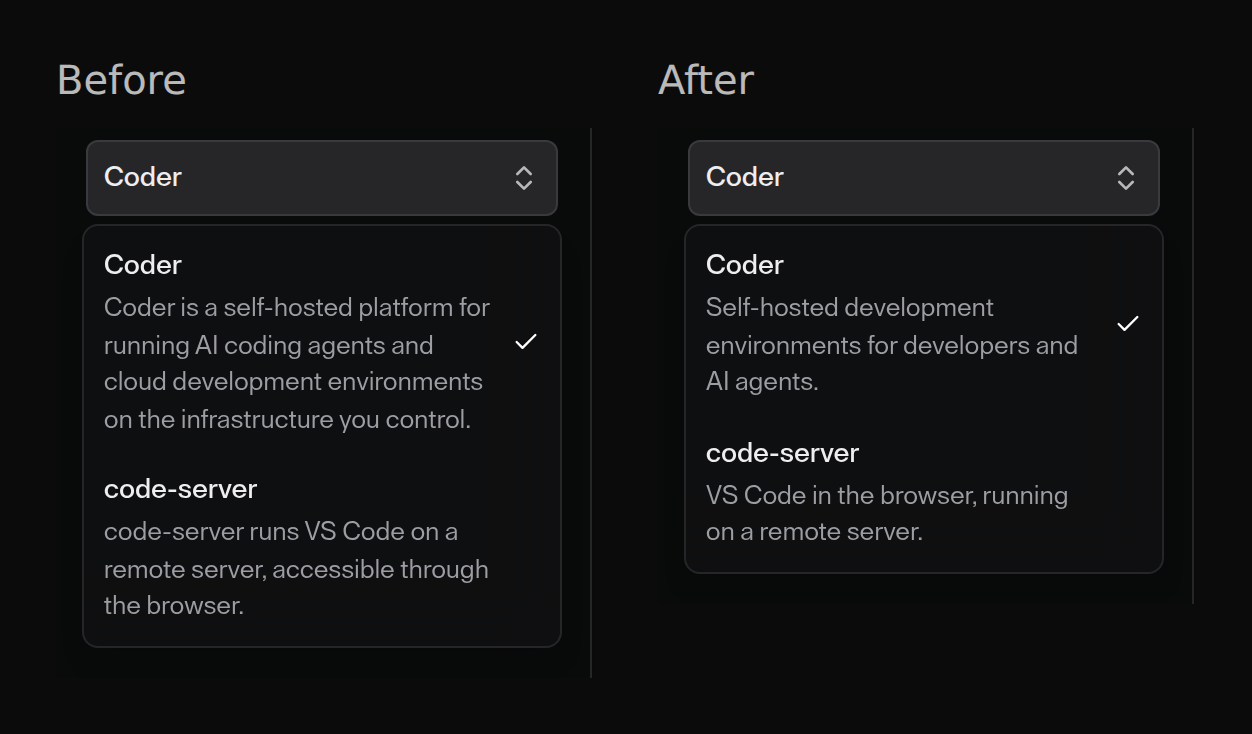 Before
Coder
Coder
Coder is a self-hosted platform for
running AI coding agents and
cloud development environments
on the infrastructure you control.
code-server
code-server runs VS Code on a
remote server, accessible through
the browser.
After
Coder
Coder
Self-hosted development
environments for developers and
AI agents.
code-server
VS Code in the browser, running
on a remote server.